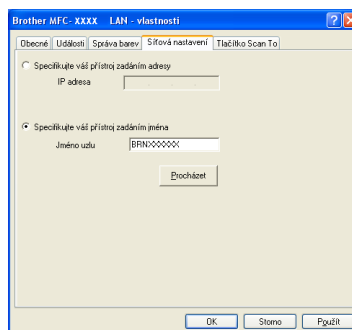 Brother MFC- XXXX LAN - vlastnosti
Obecné Události Správa barev Síťová nastavení Tlačítko Scan To
Specifikujte váš přístroj zadáním adresy
IP adresa
Specifikujte váš přístroj zadáním jména
Jméno uzlu BRNXXXXXX
Procházet
OK Storno Použít